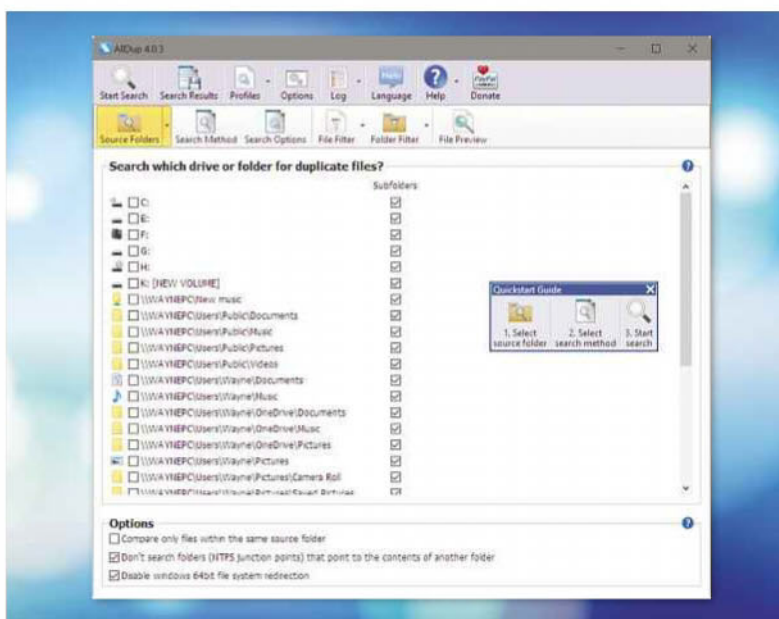 AllDup 4.0.3
Start Search Search Results Profiles Options Log Language Help Donate
Source Folders Search Method Search Options File Filter Folder Filter File Preview
Search which drive or folder for duplicate files?
Subfolders
C:
E:
F:
G:
H:
K: [NEW VOLUME]
\\WAYNEPC\New music
\\WAYNEPC\Users\Public\Documents
\\WAYNEPC\Users\Public\Music
\\WAYNEPC\Users\Public\Pictures
\\WAYNEPC\Users\Public\Videos
\\WAYNEPC\Users\Wayne\Documents
\\WAYNEPC\Users\Wayne\Music
\\WAYNEPC\Users\Wayne\OneDrive\Documents
\\WAYNEPC\Users\Wayne\OneDrive\Music
\\WAYNEPC\Users\Wayne\OneDrive\Pictures
\\WAYNEPC\Users\Wayne\Pictures
\\WAYNEPC\Users\Wayne\Pictures\Camera Roll
\\WAYNEPC\Users\Wayne\Pictures\Saved Pictures
Quickstart Guide
1. Select source folder
2. Select search method
3. Start search
Options
Compare only files within the same source folder
Don't search folders (NTFS junction points) that point to the contents of another folder
Disable windows 64bit file system redirection